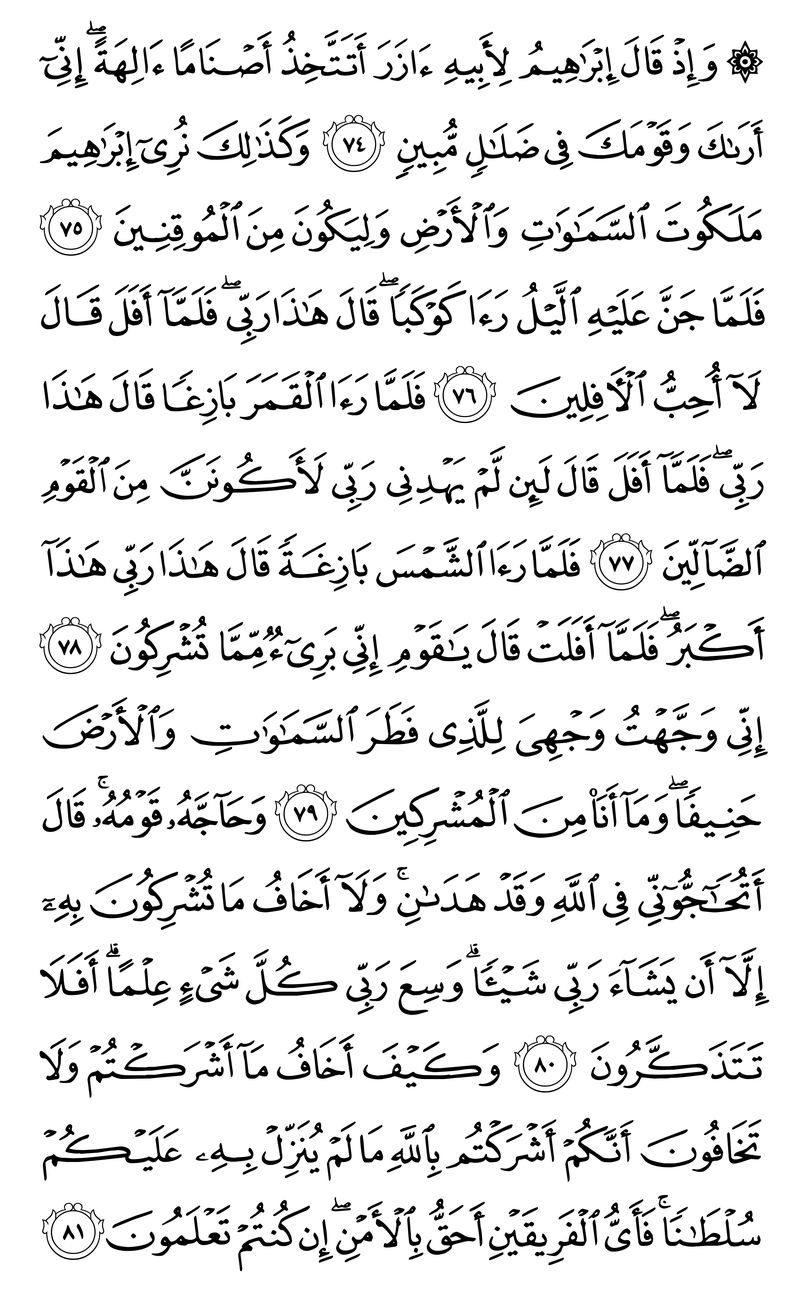 ۞ وَإِذْ قَالَ إِبْرَٰهِيمُ لِأَبِيهِ ءَازَرَ أَتَتَّخِذُ أَصْنَامًا ءَالِهَةً ۖ إِنِّىٓ
أَرَىٰكَ وَقَوْمَكَ فِى ضَلَـٰلٍ مُّبِينٍ ٧٤ وَكَذَٰلِكَ نُرِىٓ إِبْرَٰهِيمَ
مَلَكُوتَ ٱلسَّمَـٰوَٰتِ وَٱلْأَرْضِ وَلِيَكُونَ مِنَ ٱلْمُوقِنِينَ ٧٥
فَلَمَّا جَنَّ عَلَيْهِ ٱلَّيْلُ رَءَا كَوْكَبًا ۖ قَالَ هَـٰذَا رَبِّى ۖ فَلَمَّآ أَفَلَ قَالَ
لَآ أُحِبُّ ٱلْـَٔافِلِينَ ٧٦ فَلَمَّا رَءَا ٱلْقَمَرَ بَازِغًا قَالَ هَـٰذَا
رَبِّى ۖ فَلَمَّآ أَفَلَ قَالَ لَئِن لَّمْ يَهْدِنِى رَبِّى لَأَكُونَنَّ مِنَ ٱلْقَوْمِ
ٱلضَّآلِّينَ ٧٧ فَلَمَّا رَءَا ٱلشَّمْسَ بَازِغَةً قَالَ هَـٰذَا رَبِّى هَـٰذَآ
أَكْبَرُ ۖ فَلَمَّآ أَفَلَتْ قَالَ يَـٰقَوْمِ إِنِّى بَرِىٓءٌ مِّمَّا تُشْرِكُونَ ٧٨
إِنِّى وَجَّهْتُ وَجْهِىَ لِلَّذِى فَطَرَ ٱلسَّمَـٰوَٰتِ وَٱلْأَرْضَ
حَنِيفًا ۖ وَمَآ أَنَا۠ مِنَ ٱلْمُشْرِكِينَ ٧٩ وَحَآجَّهُۥ قَوْمُهُۥ ۚ قَالَ
أَتُحَـٰٓجُّوٓنِّى فِى ٱللَّهِ وَقَدْ هَدَىٰنِ ۚ وَلَآ أَخَافُ مَا تُشْرِكُونَ بِهِۦٓ
إِلَّآ أَن يَشَآءَ رَبِّى شَيْـًٔا ۗ وَسِعَ رَبِّى كُلَّ شَىْءٍ عِلْمًا ۗ أَفَلَا
تَتَذَكَّرُونَ ٨٠ وَكَيْفَ أَخَافُ مَآ أَشْرَكْتُمْ وَلَا
تَخَافُونَ أَنَّكُمْ أَشْرَكْتُم بِٱللَّهِ مَا لَمْ يُنَزِّلْ بِهِۦ عَلَيْكُمْ
سُلْطَـٰنًا ۚ فَأَىُّ ٱلْفَرِيقَيْنِ أَحَقُّ بِٱلْأَمْنِ ۖ إِن كُنتُمْ تَعْلَمُونَ ٨١